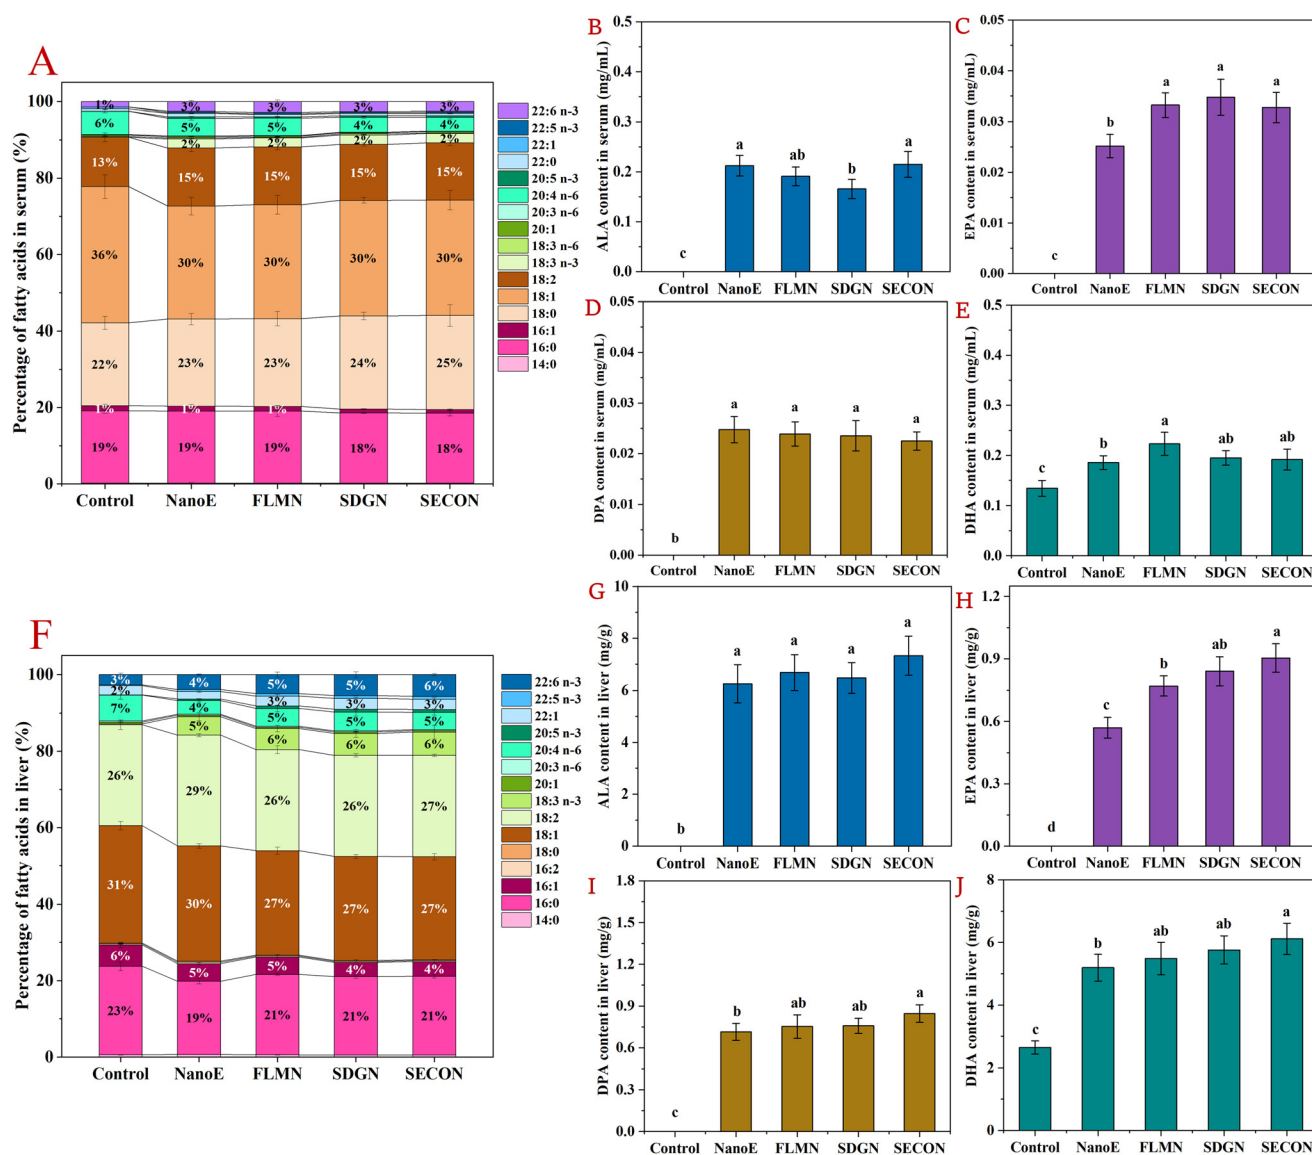 A
Percentage of fatty acids in serum (%)
100
80
60
40
20
0
1%
6%
13%
36%
22%
1%
19%
3%
5%
2%
15%
30%
23%
1%
19%
3%
5%
2%
15%
30%
23%
1%
19%
3%
4%
2%
15%
30%
24%
18%
3%
4%
2%
15%
30%
25%
18%
Control NanoE FLMN SDGN SECON
22:6 n-3
22:5 n-3
22:1
22:0
20:5 n-3
20:4 n-6
20:3 n-6
20:1
18:3 n-6
18:3 n-3
18:2
18:1
18:0
16:1
16:0
14:0
B
ALA content in serum (mg/mL)
0.5
0.4
0.3
0.2
0.1
0.0
c a ab b a
Control NanoE FLMN SDGN SECON
C
EPA content in serum (mg/mL)
0.05
0.04
0.03
0.02
0.01
0.00
c b a a a
Control NanoE FLMN SDGN SECON
D
DPA content in serum (mg/mL)
0.05
0.04
0.03
0.02
0.01
0.00
b a a a a
Control NanoE FLMN SDGN SECON
E
DHA content in serum (mg/mL)
0.5
0.4
0.3
0.2
0.1
0.0
c b a ab ab
Control NanoE FLMN SDGN SECON
F
Percentage of fatty acids in liver (%)
100
80
60
40
20
0
3%
2%
7%
26%
31%
6%
23%
4%
4%
5%
29%
30%
5%
19%
5%
3%
5%
6%
26%
27%
5%
21%
5%
3%
5%
6%
26%
27%
4%
21%
6%
3%
5%
6%
27%
27%
4%
21%
Control NanoE FLMN SDGN SECON
22:6 n-3
22:5 n-3
22:1
20:5 n-3
20:4 n-6
20:3 n-6
20:1
18:3 n-3
18:2
18:1
18:0
16:2
16:1
16:0
14:0
G
ALA content in liver (mg/g)
10
8
6
4
2
0
b a a a a
Control NanoE FLMN SDGN SECON
H
EPA content in liver (mg/g)
1.2
0.9
0.6
0.3
0.0
d c b ab a
Control NanoE FLMN SDGN SECON
I
DPA content in liver (mg/g)
1.8
1.5
1.2
0.9
0.6
0.3
0.0
c b ab ab a
Control NanoE FLMN SDGN SECON
J
DHA content in liver (mg/g)
8
6
4
2
0
c b ab ab a
Control NanoE FLMN SDGN SECON